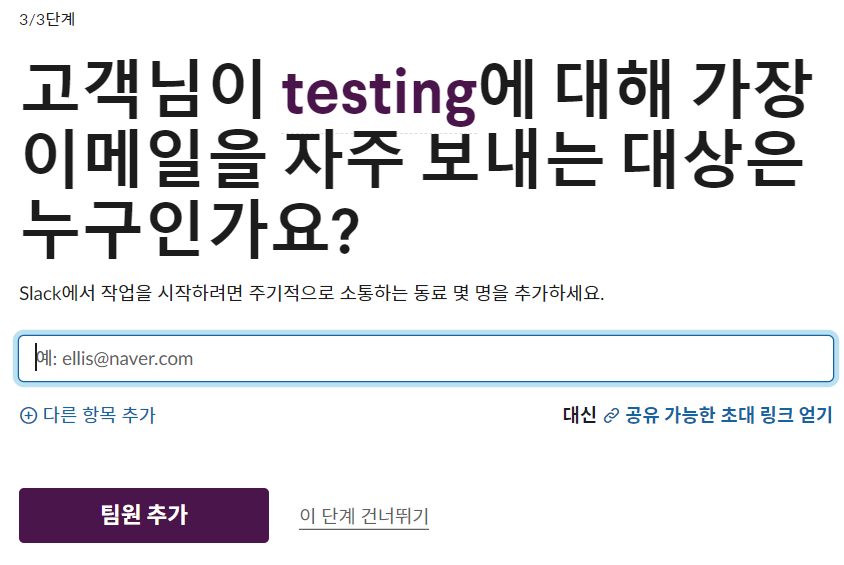 3/3단계
고객님이 testing에 대해 가장
이메일을 자주 보내는 대상은
누구인가요?
Slack에서 작업을 시작하려면 주기적으로 소통하는 동료 몇 명을 추가하세요.
예: ellis@naver.com
다른 항목 추가
대신 공유 가능한 초대 링크 얻기
팀원 추가
이 단계 건너뛰기